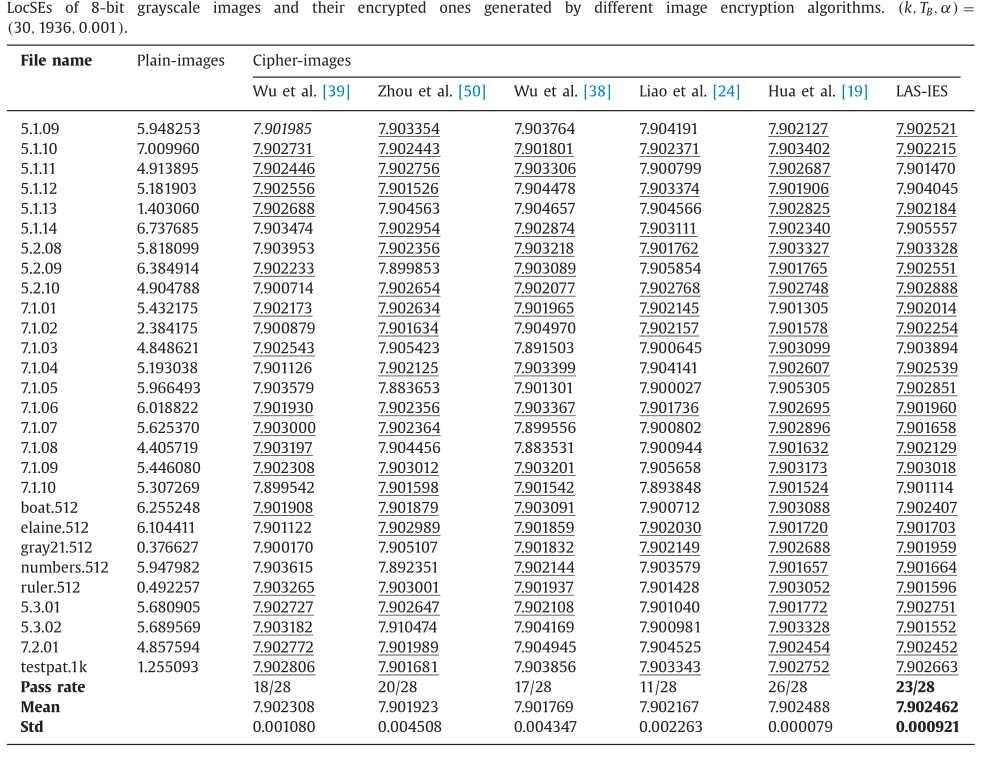 LocSEs of 8-bit grayscale images and their encrypted ones generated by different image encryption algorithms. (k, T_B, α) =
(30, 1936, 0.001).
File name Plain-images Cipher-images
Wu et al. [39] Zhou et al. [50] Wu et al. [38] Liao et al. [24] Hua et al. [19] LAS-IES
5.1.09 5.948253 7.901985 7.903354 7.903764 7.904191 7.902127 7.902521
5.1.10 7.009960 7.902731 7.902443 7.901801 7.902371 7.903402 7.902215
5.1.11 4.913895 7.902446 7.902756 7.903306 7.900799 7.902687 7.901470
5.1.12 5.181903 7.902556 7.901526 7.904478 7.903374 7.901906 7.904045
5.1.13 1.403060 7.902688 7.904563 7.904657 7.904566 7.902825 7.902184
5.1.14 6.737685 7.903474 7.902954 7.902874 7.903111 7.902340 7.905557
5.2.08 5.818099 7.903953 7.902356 7.903218 7.901762 7.903327 7.903328
5.2.09 6.384914 7.902233 7.899853 7.903089 7.905854 7.901765 7.902551
5.2.10 4.904788 7.900714 7.902654 7.902077 7.902768 7.902748 7.902888
7.1.01 5.432175 7.902173 7.902634 7.901965 7.902145 7.901305 7.902014
7.1.02 2.384175 7.900879 7.901634 7.904970 7.902157 7.901578 7.902254
7.1.03 4.848621 7.902543 7.905423 7.891503 7.900645 7.903099 7.903894
7.1.04 5.193038 7.901126 7.902125 7.903399 7.904141 7.902607 7.902539
7.1.05 5.966493 7.903579 7.883653 7.901301 7.900027 7.905305 7.902851
7.1.06 6.018822 7.901930 7.902356 7.903367 7.901736 7.902695 7.901960
7.1.07 5.625370 7.903000 7.902364 7.899556 7.900802 7.902896 7.901658
7.1.08 4.405719 7.903197 7.904456 7.883531 7.900944 7.901632 7.902129
7.1.09 5.446080 7.902308 7.903012 7.903201 7.905658 7.903173 7.903018
7.1.10 5.307269 7.899542 7.901598 7.901542 7.893848 7.901524 7.901114
boat.512 6.255248 7.901908 7.901879 7.903091 7.900712 7.903088 7.902407
elaine.512 6.104411 7.901122 7.902989 7.901859 7.902030 7.901720 7.901703
gray21.512 0.376627 7.900170 7.905107 7.901832 7.902149 7.902688 7.901959
numbers.512 5.947982 7.903615 7.892351 7.902144 7.903579 7.901657 7.901664
ruler.512 0.492257 7.903265 7.903001 7.901937 7.901428 7.903052 7.901596
5.3.01 5.680905 7.902727 7.902647 7.902108 7.901040 7.901772 7.902751
5.3.02 5.689569 7.903182 7.910474 7.904169 7.900981 7.903328 7.901552
7.2.01 4.857594 7.902772 7.901989 7.904945 7.904525 7.902454 7.902452
testpat.1k 1.255093 7.902806 7.901681 7.903856 7.903343 7.902752 7.902663
Pass rate 18/28 20/28 17/28 11/28 26/28 23/28
Mean 7.902308 7.901923 7.901769 7.902167 7.902488 7.902462
Std 0.001080 0.004508 0.004347 0.002263 0.000079 0.000921